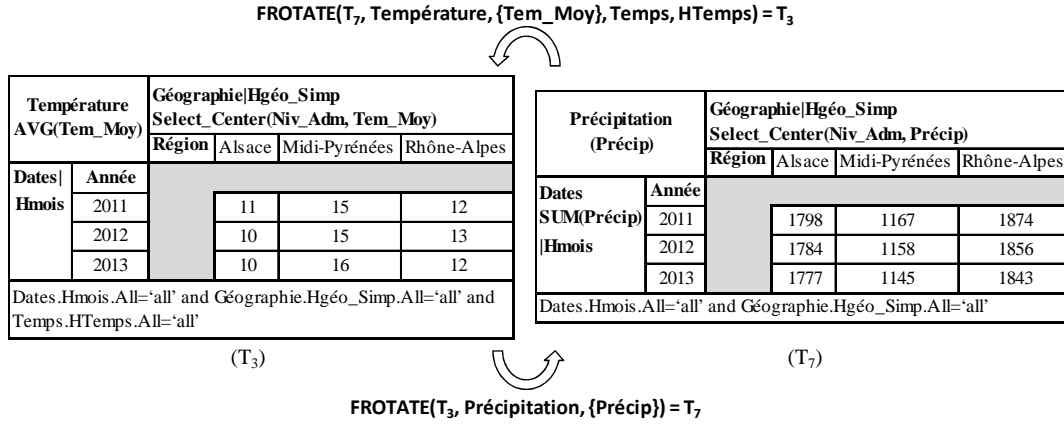 FROTATE(T7, Température, {Tem_Moy}, Temps, HTemps) = T3
Température
AVG(Tem_Moy)
Géographie|Hgéo_Simp
Select_Center(Niv_Adm, Tem_Moy)
Région Alsace Midi-Pyrénées Rhône-Alpes
Dates|
Hmois
Année
2011 11 15 12
2012 10 15 13
2013 10 16 12
Dates.Hmois.All=‘all’ and Géographie.Hgéo_Simp.All=‘all’ and
Temps.HTemps.All=‘all’
(T3)
Précipitation
(Précip)
Géographie|Hgéo_Simp
Select_Center(Niv_Adm, Précip)
Région Alsace Midi-Pyrénées Rhône-Alpes
Dates
SUM(Précip)
|Hmois
Année
2011 1798 1167 1874
2012 1784 1158 1856
2013 1777 1145 1843
Dates.Hmois.All=‘all’ and Géographie.Hgéo_Simp.All=‘all’
(T7)
FROTATE(T3, Précipitation, {Précip}) = T7